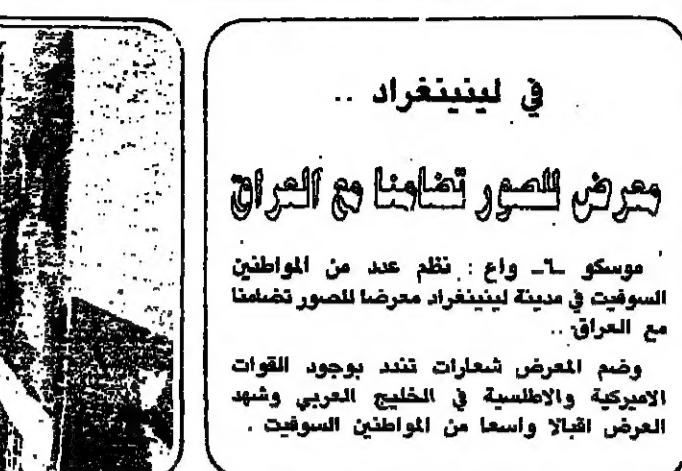 في لينينغراد ..
معرض للصور تضامنا مع العراق
موسكو ـ٦ـ واع : نظم عدد من المواطنين
السوفيت في مدينة لينينغراد معرضا للصور تضامنا
مع العراق ..
وضم المعرض شعارات تندد بوجود القوات
الاميركية والاطلسية في الخليج العربي وشهد
العرض اقبالا واسعا من المواطنين السوفيت .